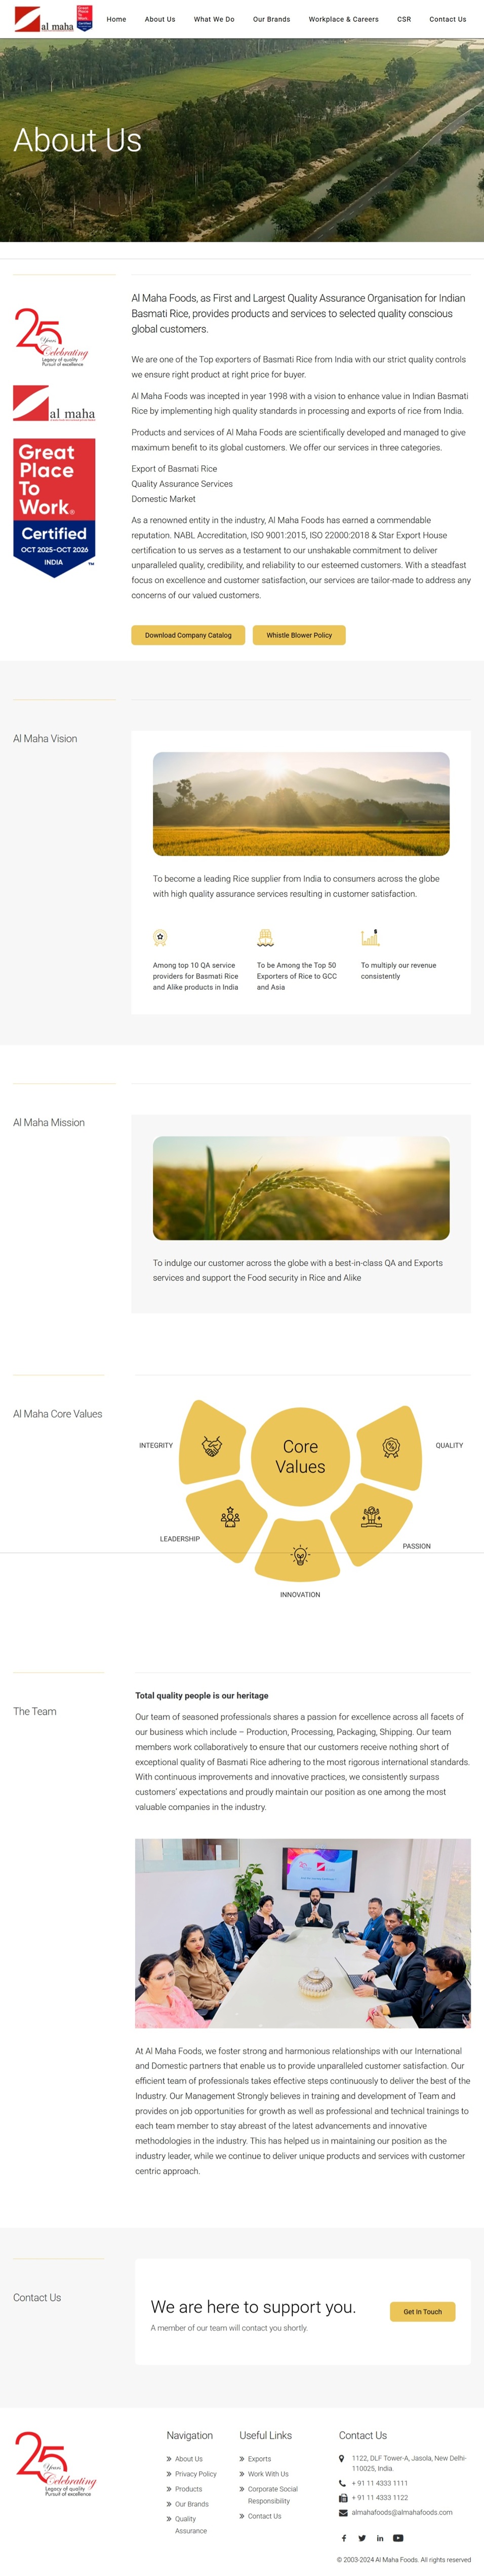 al maha
Great
Place
To
Work
Certified
Home
About Us
What We Do
Our Brands
Workplace & Careers
CSR
Contact Us
About Us
25
Years
Celebrating
Legacy of quality
Pursuit of excellence
al maha
Great
Place
To
Work®
Certified
OCT 2025-OCT 2026
INDIA
TM
Al Maha Foods, as First and Largest Quality Assurance Organisation for Indian
Basmati Rice, provides products and services to selected quality conscious
global customers.
We are one of the Top exporters of Basmati Rice from India with our strict quality controls
we ensure right product at right price for buyer.
Al Maha Foods was incepted in year 1998 with a vision to enhance value in Indian Basmati
Rice by implementing high quality standards in processing and exports of rice from India.
Products and services of Al Maha Foods are scientifically developed and managed to give
maximum benefit to its global customers. We offer our services in three categories.
Export of Basmati Rice
Quality Assurance Services
Domestic Market
As a renowned entity in the industry, Al Maha Foods has earned a commendable
reputation. NABL Accreditation, ISO 9001:2015, ISO 22000:2018 & Star Export House
certification to us serves as a testament to our unshakable commitment to deliver
unparalleled quality, credibility, and reliability to our esteemed customers. With a steadfast
focus on excellence and customer satisfaction, our services are tailor-made to address any
concerns of our valued customers.
Download Company Catalog
Whistle Blower Policy
Al Maha Vision
To become a leading Rice supplier from India to consumers across the globe
with high quality assurance services resulting in customer satisfaction.
Among top 10 QA service
providers for Basmati Rice
and Alike products in India
To be Among the Top 50
Exporters of Rice to GCC
and Asia
$
To multiply our revenue
consistently
Al Maha Mission
To indulge our customer across the globe with a best-in-class QA and Exports
services and support the Food security in Rice and Alike
Al Maha Core Values
Core
Values
INTEGRITY
QUALITY
LEADERSHIP
PASSION
INNOVATION
The Team
Total quality people is our heritage
Our team of seasoned professionals shares a passion for excellence across all facets of
our business which include – Production, Processing, Packaging, Shipping. Our team
members work collaboratively to ensure that our customers receive nothing short of
exceptional quality of Basmati Rice adhering to the most rigorous international standards.
With continuous improvements and innovative practices, we consistently surpass
customers' expectations and proudly maintain our position as one among the most
valuable companies in the industry.
At Al Maha Foods, we foster strong and harmonious relationships with our International
and Domestic partners that enable us to provide unparalleled customer satisfaction. Our
efficient team of professionals takes effective steps continuously to deliver the best of the
Industry. Our Management Strongly believes in training and development of Team and
provides on job opportunities for growth as well as professional and technical trainings to
each team member to stay abreast of the latest advancements and innovative
methodologies in the industry. This has helped us in maintaining our position as the
industry leader, while we continue to deliver unique products and services with customer
centric approach.
Contact Us
We are here to support you.
A member of our team will contact you shortly.
Get In Touch
25
Years
Celebrating
Legacy of quality
Pursuit of excellence
Navigation
About Us
Privacy Policy
Products
Our Brands
Quality
Assurance
Useful Links
Exports
Work With Us
Corporate Social
Responsibility
Contact Us
Contact Us
1122, DLF Tower-A, Jasola, New Delhi-
110025, India.
+ 91 11 4333 1111
+ 91 11 4333 1122
almahafoods@almahafoods.com
© 2003-2024 Al Maha Foods. All rights reserved